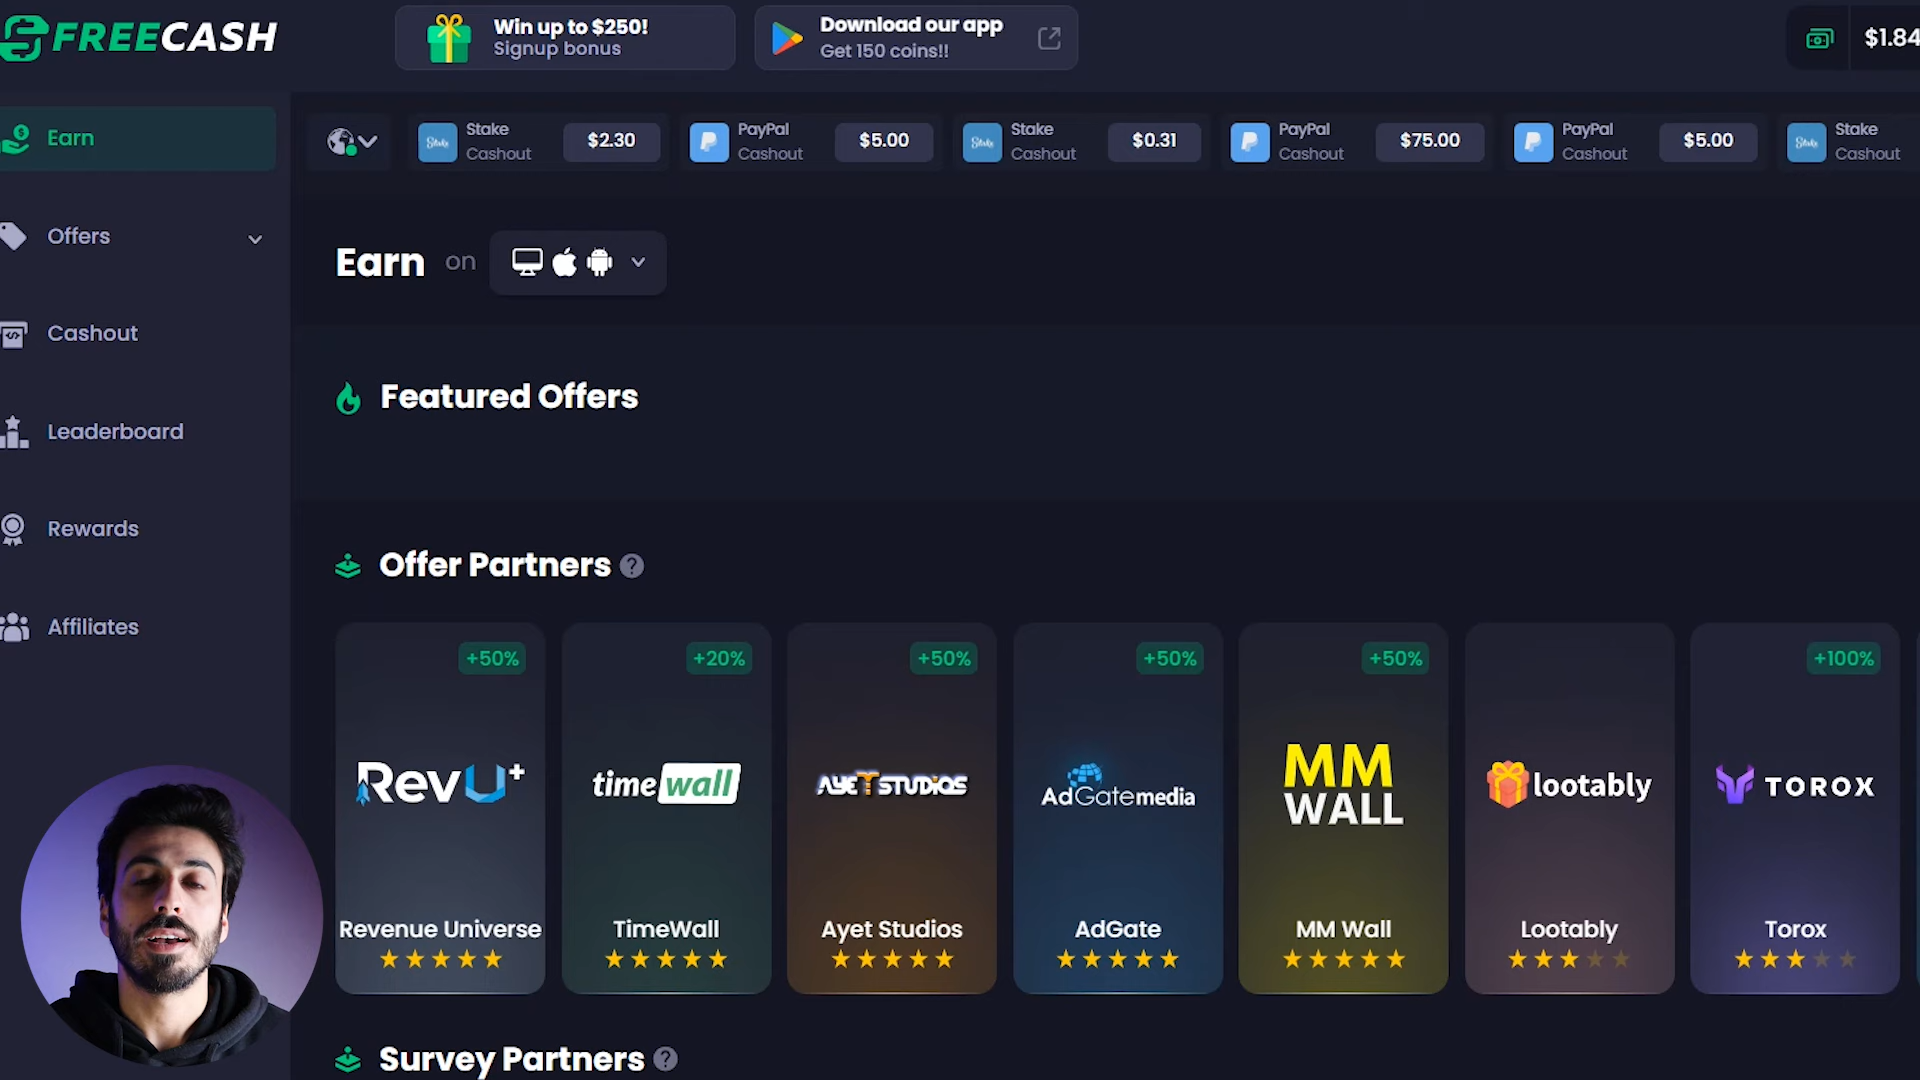 FREECASH
Win up to $250!
Signup bonus
Download our app
Get 150 coins!!
$1.84
Earn
Offers
Cashout
Leaderboard
Rewards
Affiliates
Stake
Cashout
$2.30
PayPal
Cashout
$5.00
Stake
Cashout
$0.31
PayPal
Cashout
$75.00
PayPal
Cashout
$5.00
Stake
Cashout
Earn on
Featured Offers
Offer Partners ?
+50%
RevU+
Revenue Universe
+20%
timewall
TimeWall
+50%
AYET STUDIOS
Ayet Studios
+50%
AdGatemedia
AdGate
+50%
MM
WALL
MM Wall
lootably
Lootably
+100%
TOROX
Torox
Survey Partners ?